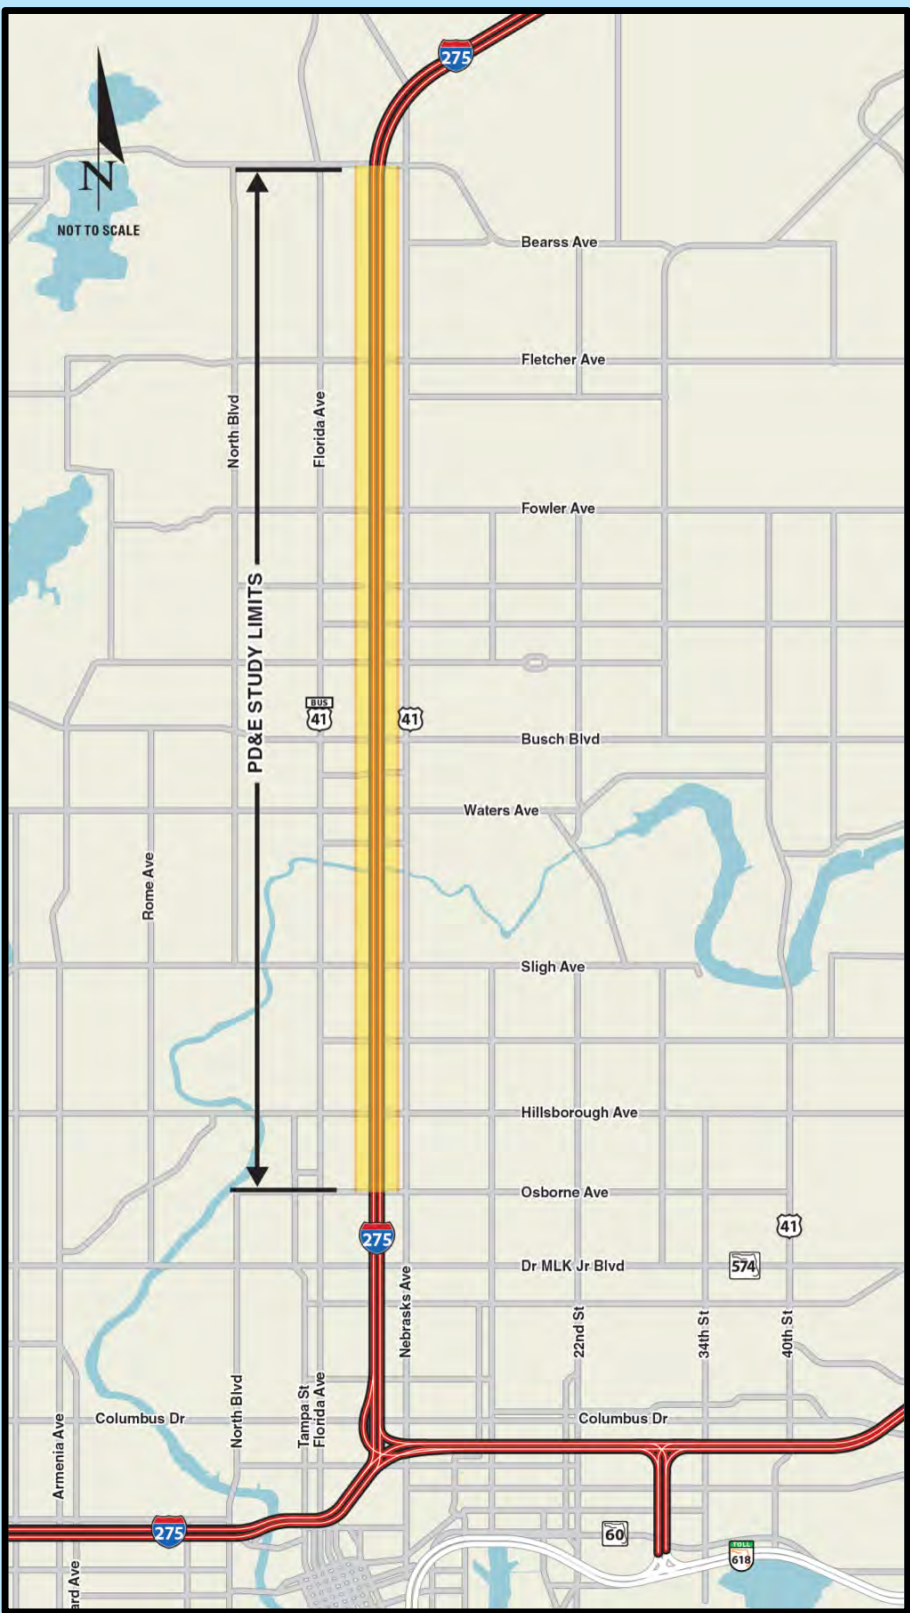 275
N
NOT TO SCALE
Bearss Ave
Fletcher Ave
North Blvd
Florida Ave
Fowler Ave
PD&E STUDY LIMITS
BUS
41
41
Busch Blvd
Waters Ave
Rome Ave
Sligh Ave
Hillsborough Ave
Osborne Ave
41
275
Dr MLK Jr Blvd
574
Nebrasks Ave
22nd St
34th St
40th St
Armenia Ave
Columbus Dr
North Blvd
Tampa St
Florida Ave
Columbus Dr
275
60
TOLL
618
ard Ave